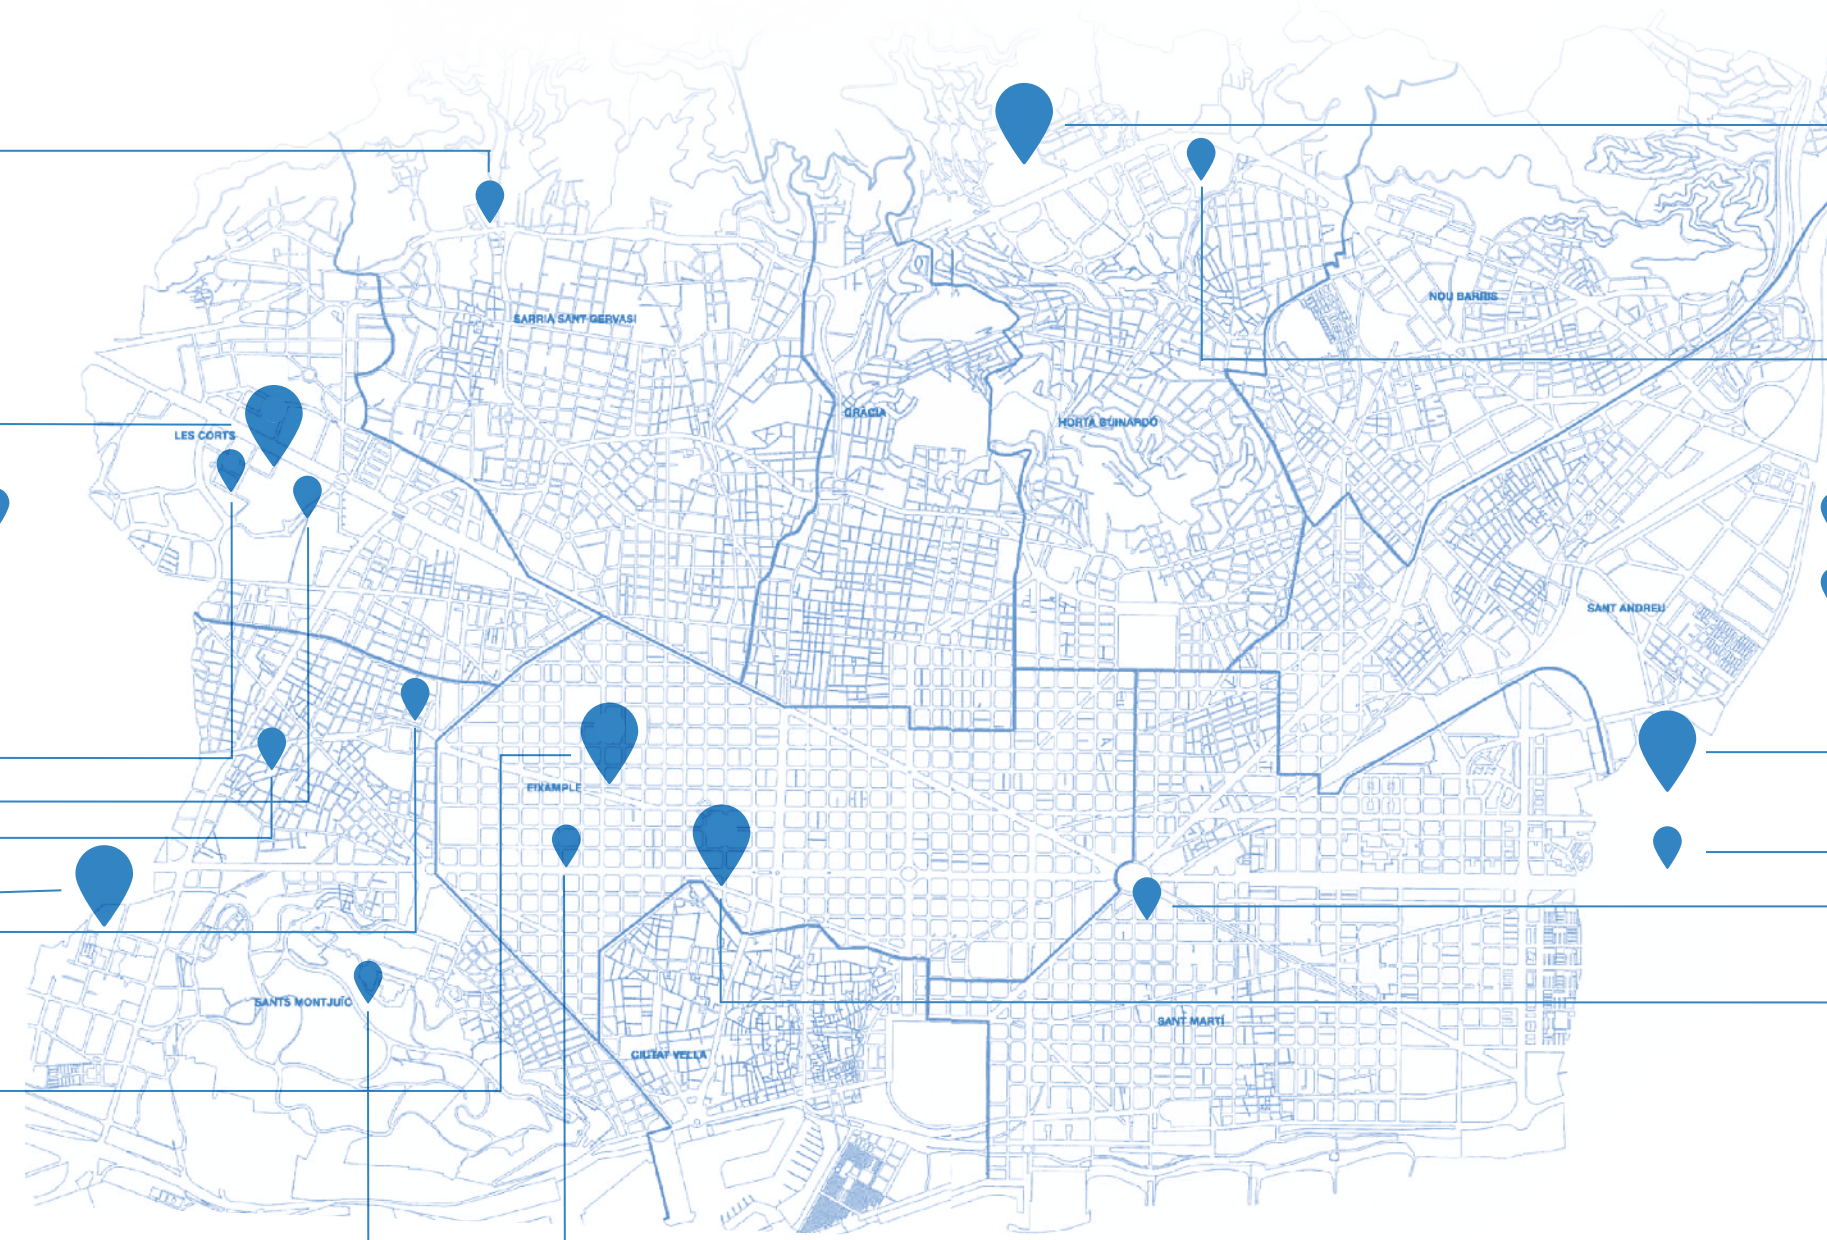 NOU BARRIS
SARRIÀ SANT GERVASI
GRÀCIA
HORTA GUINARDÓ
LES CORTS
SANT ANDREU
EIXAMPLE
SANTS MONTJUÏC
SANT MARTÍ
CIUTAT VELLA